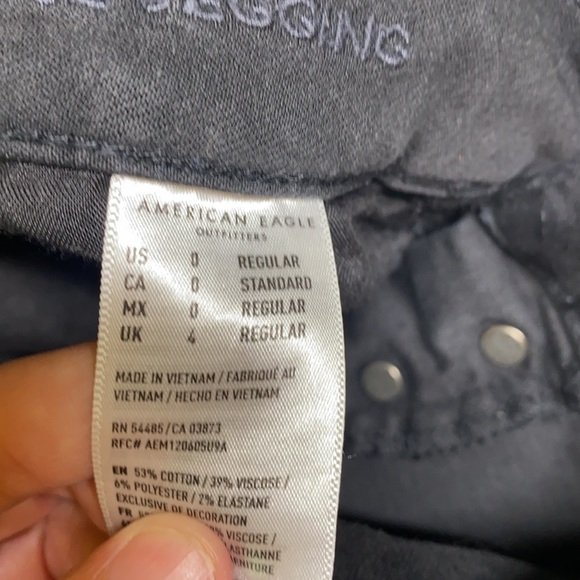 JEGGING
AMERICAN EAGLE
OUTFITTERS
US 0 REGULAR
CA 0 STANDARD
MX 0 REGULAR
UK 4 REGULAR
MADE IN VIETNAM / FABRIQUÉ AU
VIETNAM / HECHO EN VIETNAM
RN 54485 / CA 03873
RFC# AEM120605U9A
EN 53% COTTON / 39% VISCOSE /
6% POLYESTER / 2% ELASTANE
EXCLUSIVE OF DECORATION
FR
VISCOSE /